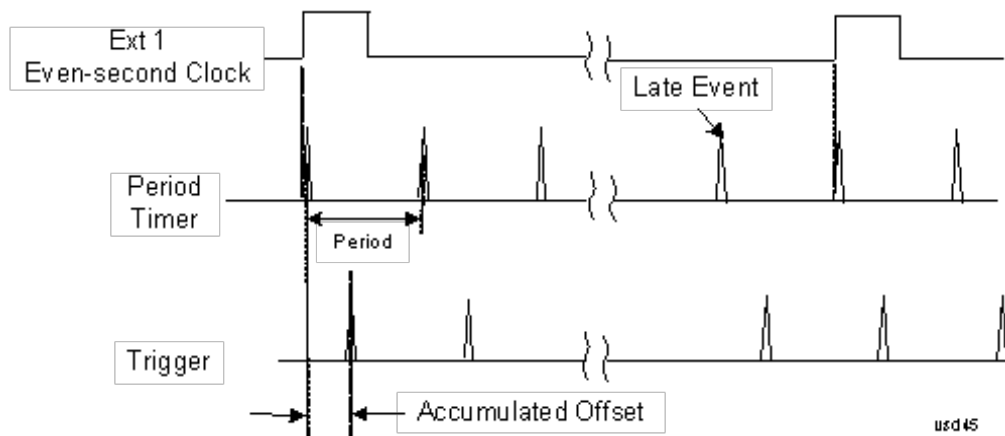 Ext 1
Even-second Clock
Late Event
Period
Timer
Period
Trigger
Accumulated Offset
usd45